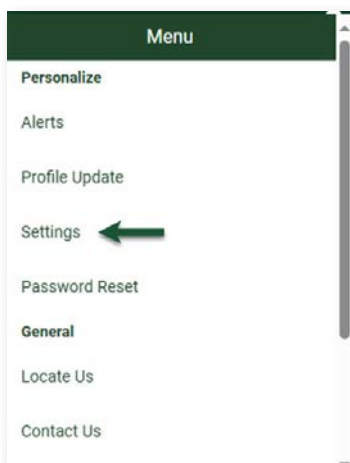 Menu
Personalize
Alerts
Profile Update
Settings
Password Reset
General
Locate Us
Contact Us